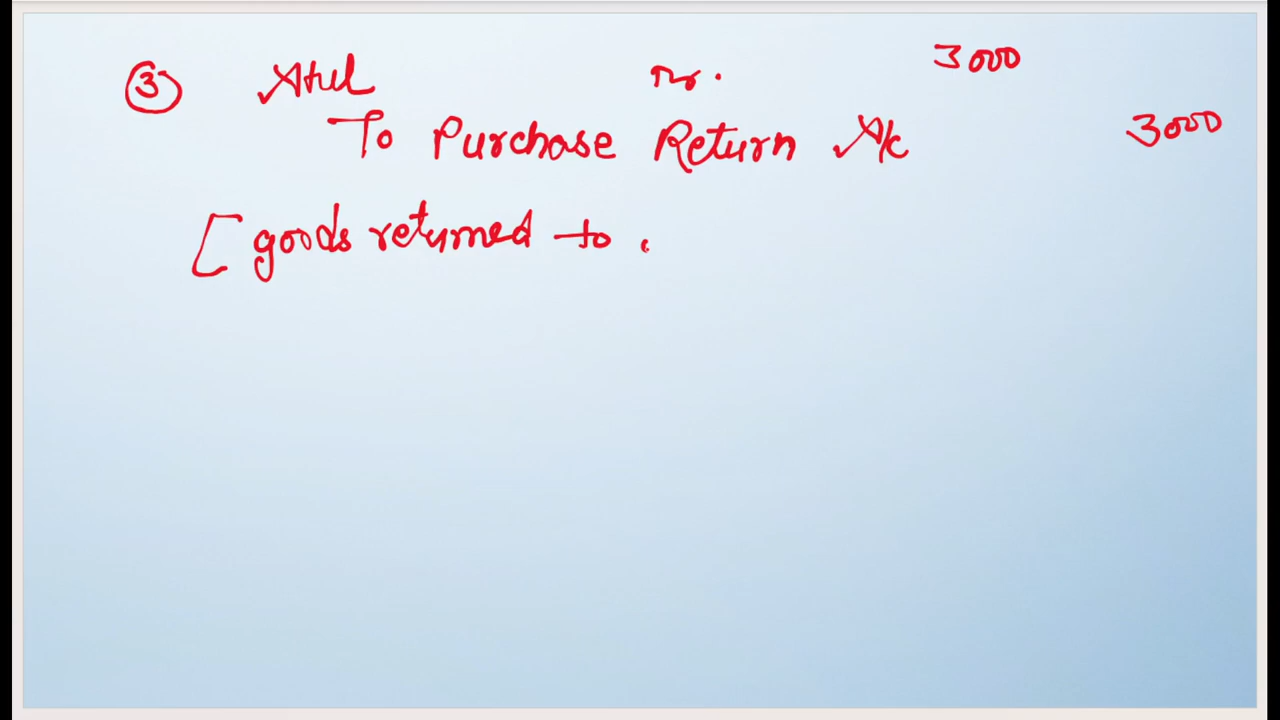 ③ Atul Dr. 3000
To Purchase Return A/c 3000
[goods returned to